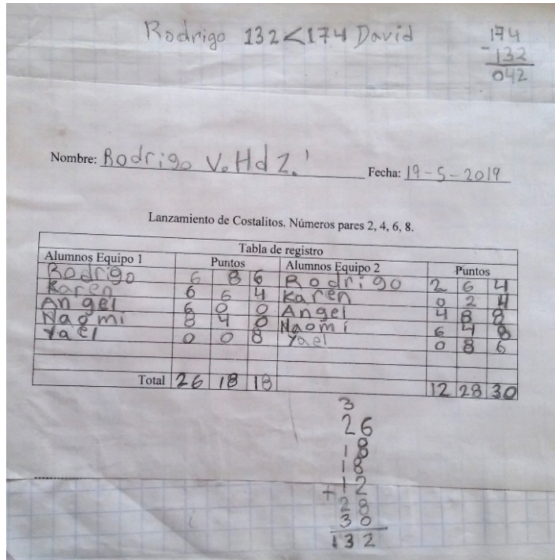 Rodrigo 132<174 David
174
-132
042
Nombre: Rodrigo V. Hdz.
Fecha: 19-5-2019
Lanzamiento de Costalitos. Números pares 2, 4, 6, 8.
Tabla de registro
Alumnos Equipo 1 Puntos Alumnos Equipo 2 Puntos
Rodrigo 6 8 6 Rodrigo 2 6 4
Karen 6 6 4 Karen 0 2 4
Angel 6 0 0 Angel 4 8 8
Naomi 8 4 0 Naomi 6 4 8
Yael 0 0 8 Yael 0 8 6
Total 26 18 18 12 28 30
3
26
18
18
+12
28
30
132